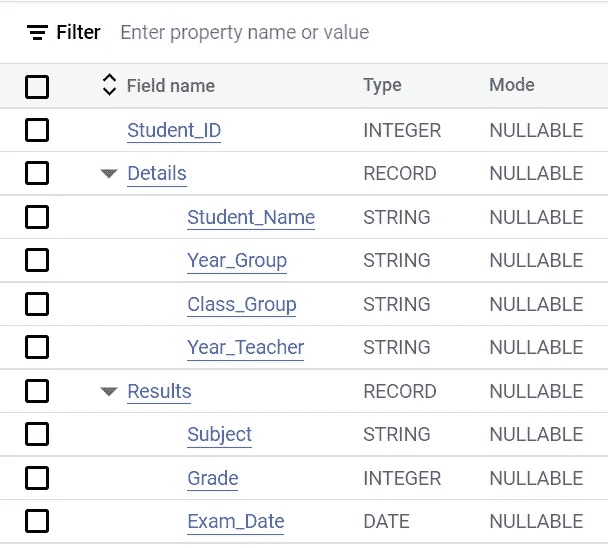 Filter Enter property name or value
Field name Type Mode
Student_ID INTEGER NULLABLE
Details RECORD NULLABLE
Student_Name STRING NULLABLE
Year_Group STRING NULLABLE
Class_Group STRING NULLABLE
Year_Teacher STRING NULLABLE
Results RECORD NULLABLE
Subject STRING NULLABLE
Grade INTEGER NULLABLE
Exam_Date DATE NULLABLE